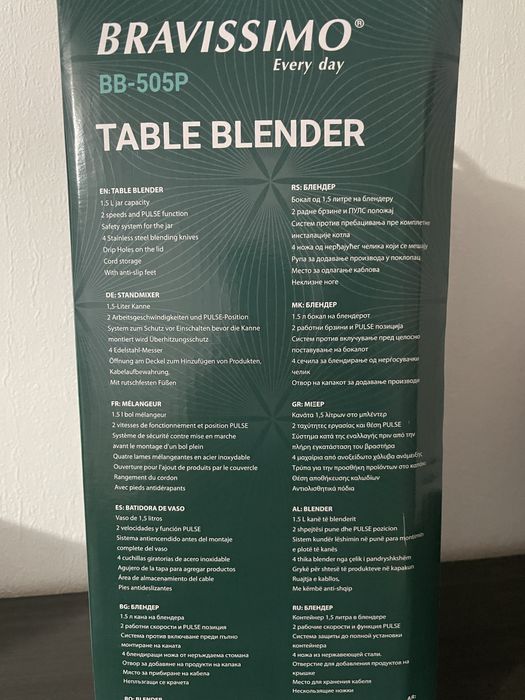 BRAVISSIMO®
Every day
BB-505P
TABLE BLENDER
EN: TABLE BLENDER
1,5 L jar capacity
2 speeds and PULSE function
Safety system for the jar
4 Stainless steel blending knives
Drip Holes on the lid
Cord storage
With anti-slip feet
DE: STANDMIXER
1,5-Liter Kanne
2 Arbeitsgeschwindigkeiten und PULSE-Position
System zum Schutz vor Einschalten bevor die Kanne
montiert wird Überhitzungsschutz
4 Edelstahl-Messer
Öffnung am Deckel zum Hinzufügen von Produkten,
Kabelaufbewahrung,
Mit rutschfesten Füßen
FR: MÉLANGEUR
1.5 l bol mélangeur
2 vitesses de fonctionnement et position PULSE
Système de sécurité contre mise en marche
avant le montage d'un bol plein
Quatre lames mélangeantes en acier inoxydable
Ouverture pour l'ajout de produits par le couvercle
Rangement du cordon
Avec pieds antidérapants
ES: BATIDORA DE VASO
Vaso de 1,5 litros
2 velocidades y función PULSE
Sistema antiencendido antes del montaje
complete del vaso
4 cuchillas giratorias de acero inoxidable
Agujero de la tapa para agregar productos
Área de almacenamiento del cable
Pies antideslizantes
BG: БЛЕНДЕР
1.5 л кана на блендера
2 работни скорости и PULSE позиция
Система против включване преди пълно
монтиране на каната
4 блендиращи ножа от неръждаема стомана
Отвор за добавяне на продукти на капака
Място за прибиране на кабела
Неплъзгащи се крачета
RS: БЛЕНДЕР
Бокал од 1,5 литре на блендеру
2 радне брзине и ПУЛС положај
Систем против пребацивања пре комплетне
инсталације котла
4 ножа од нерђајућег челика који се мешају
Рупа за додавање производа у поклопац
Место за одлагање каблова
Неклизне ноге
MK: БЛЕНДЕР
1.5 л бокал на блендерот
2 работни брзини и PULSE позиција
Систем против вклучување пред целосно
поставување на бокалот
4 сечила за блендирање од нерѓосувачки
челик
Отвор на капакот за додавање производи
GR: ΜΙΞΕΡ
Κανάτα 1,5 λίτρων στο μπλέντερ
2 ταχύτητες εργασίας και θέση PULSE
Σύστημα κατά της εναλλαγής πριν από την
πλήρη εγκατάσταση του βραστήρα
4 μαχαίρια από ανοξείδωτο χάλυβα ανάμειξης
Τρύπα για την προσθήκη προϊόντων στο καπάκι
Θέση αποθήκευσης καλωδίων
Αντιολισθητικά πόδια
AL: BLENDER
1.5 L kanë të blenderit
2 shpejtësi pune dhe PULSE pozicion
Sistem kundër lëshimin në punë para montimin
e plotë të kanës
4 thika blender nga çelik i pandryshkshëm
Grykë për shtesë të produkteve në kapakun
Ruajtja e kabllos,
Me këmbë anti-shqip
RU: БЛЕНДЕР
Контейнер 1,5 литра в блендере
2 рабочие скорости и функция PULSE
Система защиты до полной установки
контейнера
4 ножа из нержавеющей стали.
Отверстие для добавления продуктов на
крышке
Место для хранения кабеля
Нескользящие ножки
RO: BLENDER
AR: